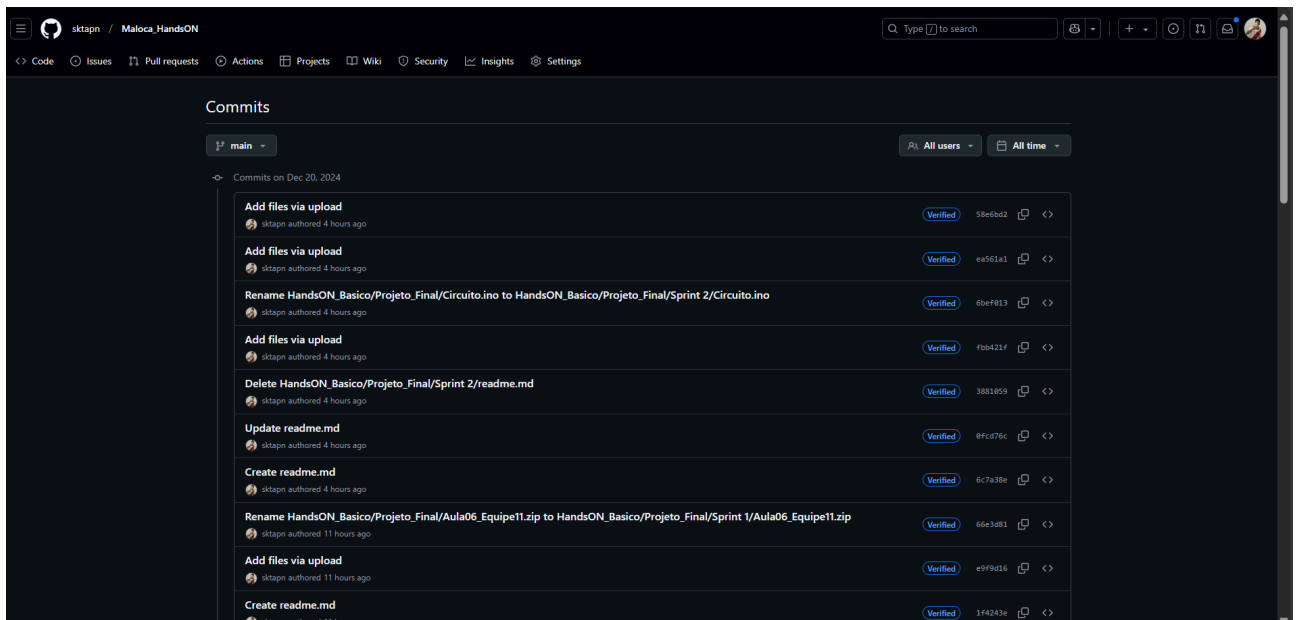 sktapn / Maloca_HandsON
Type / to search
Code Issues Pull requests Actions Projects Wiki Security Insights Settings
Commits
main
All users All time
Commits on Dec 20, 2024
Add files via upload
Verified 58e6bd2
sktapn authored 4 hours ago
Add files via upload
Verified ea561a1
sktapn authored 4 hours ago
Rename HandsON_Basico/Projeto_Final/Circuito.ino to HandsON_Basico/Projeto_Final/Sprint 2/Circuito.ino
Verified 6bef013
sktapn authored 4 hours ago
Add files via upload
Verified fbb421f
sktapn authored 4 hours ago
Delete HandsON_Basico/Projeto_Final/Sprint 2/readme.md
Verified 3881059
sktapn authored 4 hours ago
Update readme.md
Verified 0fcd76c
sktapn authored 4 hours ago
Create readme.md
Verified 6c7a38e
sktapn authored 4 hours ago
Rename HandsON_Basico/Projeto_Final/Aula06_Equipe11.zip to HandsON_Basico/Projeto_Final/Sprint 1/Aula06_Equipe11.zip
Verified 66e3d81
sktapn authored 11 hours ago
Add files via upload
Verified e9f9d16
sktapn authored 11 hours ago
Create readme.md
Verified 1f4243e